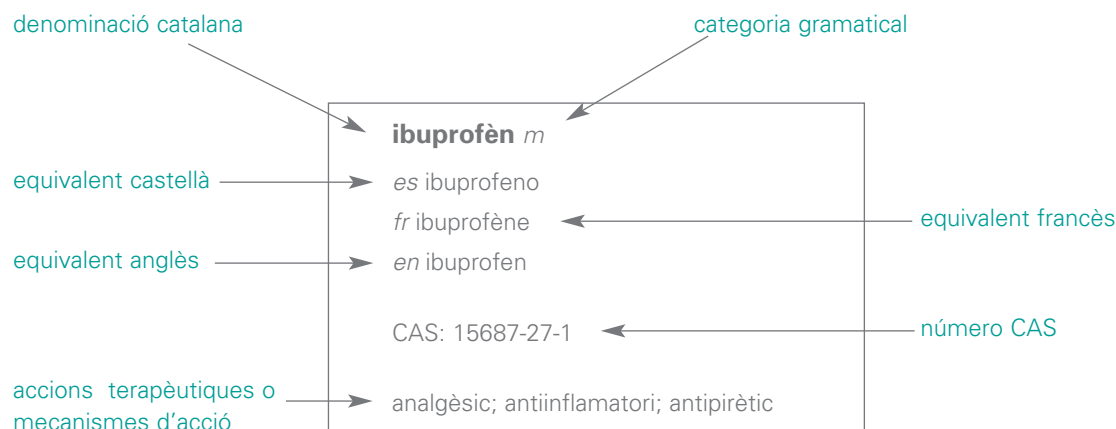 denominació catalana
categoria gramatical
ibuprofèn m
equivalent castellà
es ibuprofeno
fr ibuprofène
equivalent francès
equivalent anglès
en ibuprofen
CAS: 15687-27-1
número CAS
accions terapèutiques o
mecanismes d'acció
analgèsic; antiinflamatori; antipirètic